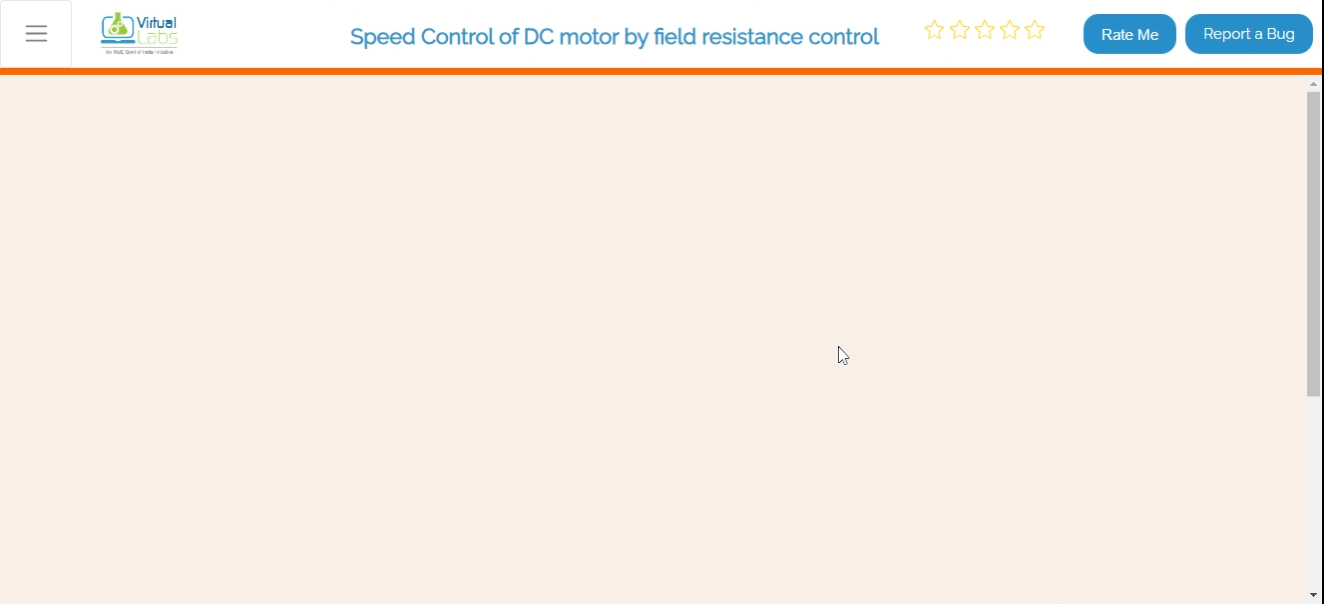 Virtual
Labs
An MoE Govt of India Initiative
Speed Control of DC motor by field resistance control
Rate Me
Report a Bug